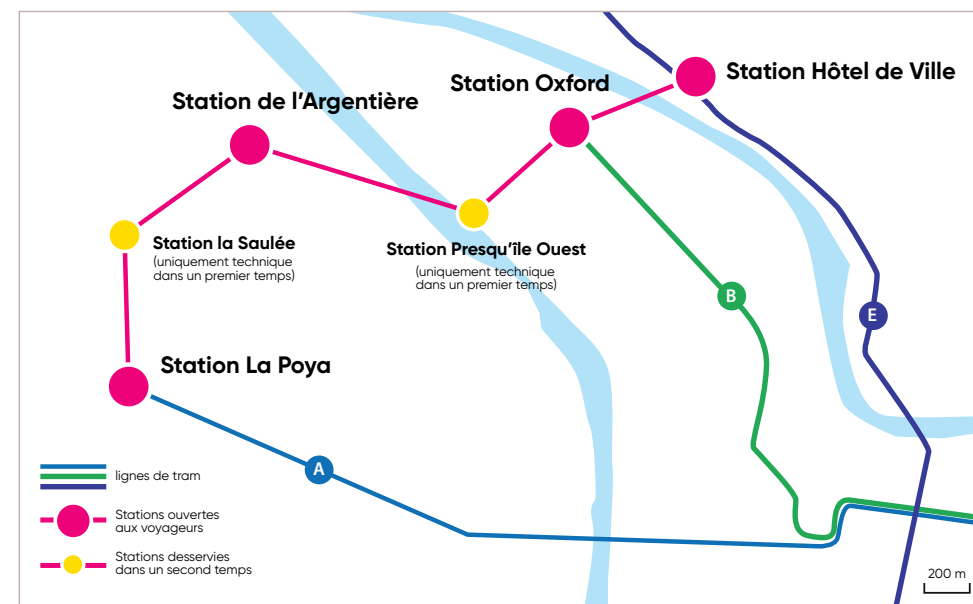 Station Hôtel de Ville
Station Oxford
Station de l'Argentière
Station la Saulée
(uniquement technique
dans un premier temps)
Station Presqu'île Ouest
(uniquement technique
dans un premier temps)
B
E
Station La Poya
A
lignes de tram
Stations ouvertes
aux voyageurs
Stations desservies
dans un second temps
200 m